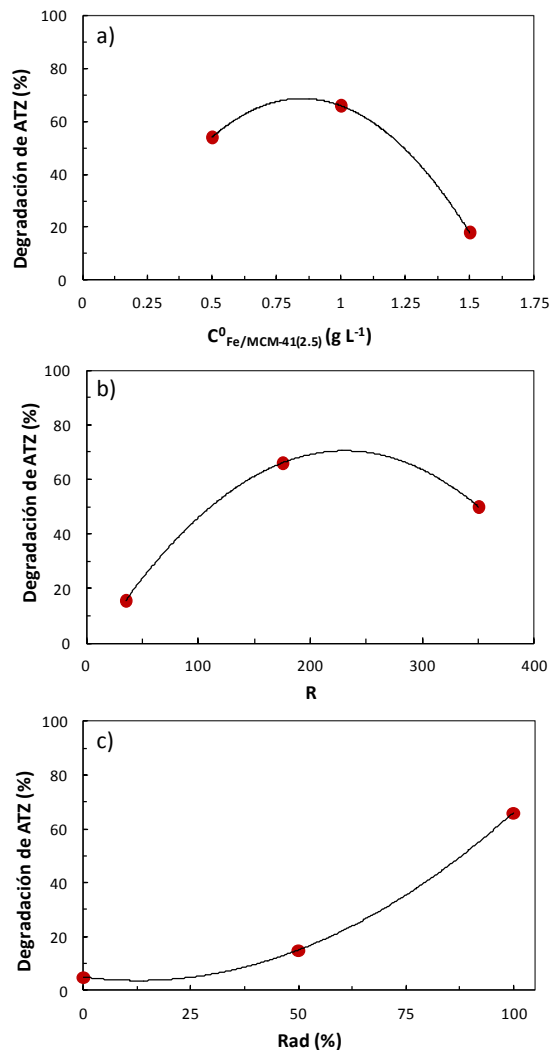 a)
Degradación de ATZ (%)
100
80
60
40
20
0
0 0.25 0.5 0.75 1 1.25 1.5 1.75
C⁰Fe/MCM-41(2.5) (g L⁻¹)
b)
Degradación de ATZ (%)
100
80
60
40
20
0
0 100 200 300 400
R
c)
Degradación de ATZ (%)
100
80
60
40
20
0
0 25 50 75 100
Rad (%)